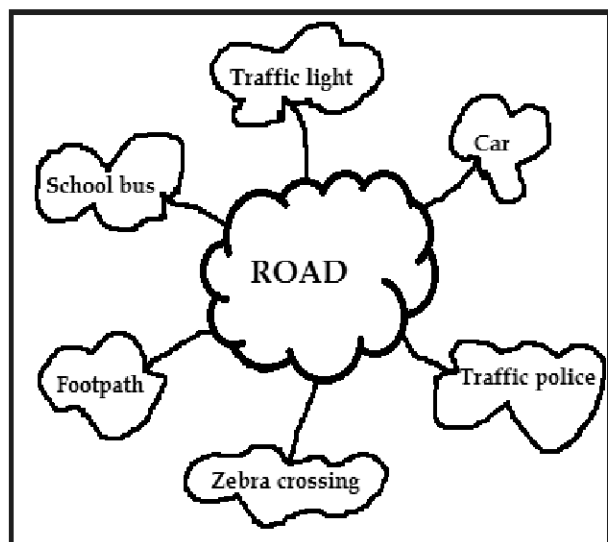 Traffic light
Car
School bus
ROAD
Footpath
Traffic police
Zebra crossing